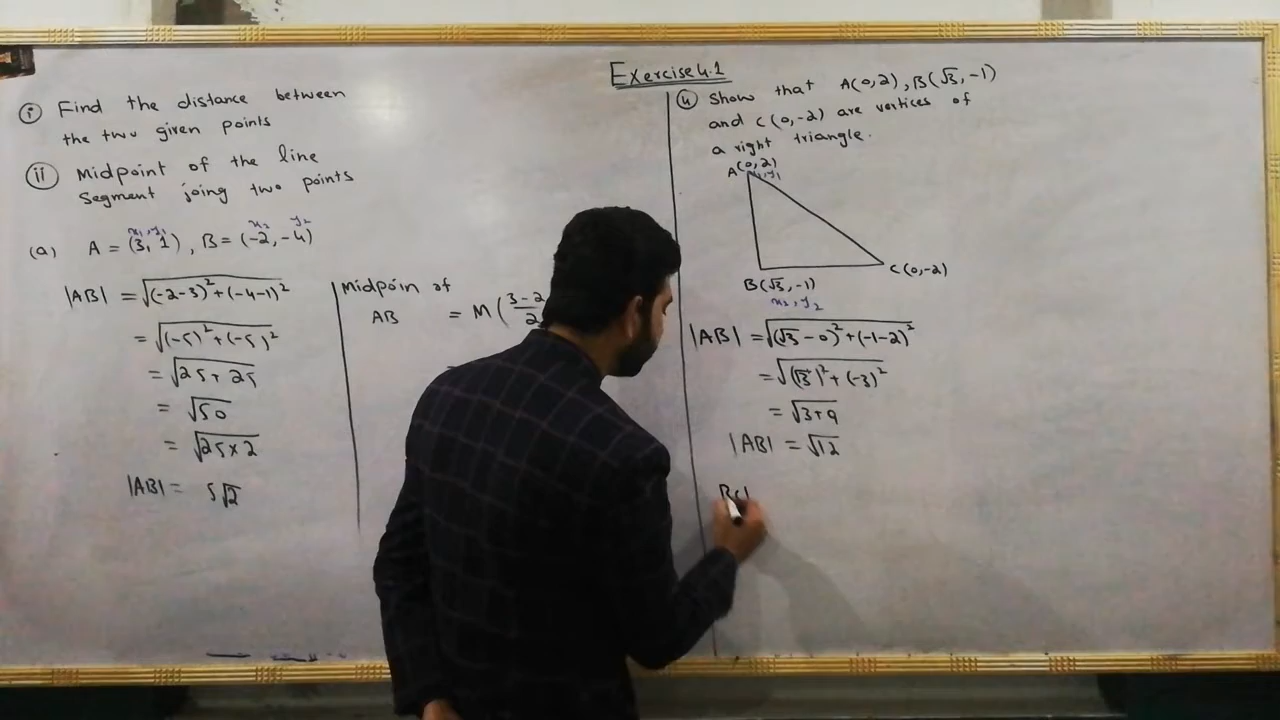 Exercise 4.1
(i) Find the distance between
the two given points
(ii) Midpoint of the line
Segment joing two points
x₁, y₁ x₂ y₂
(a) A = (3, 1), B = (-2, -4)
|AB| = √(-2-3)² + (-4-1)²
= √(-5)² + (-5)²
= √25 + 25
= √50
= √25 × 2
|AB| = 5√2
Midpoin of
AB = M(3-2/2
(4) Show that A(0,2), B(√3, -1)
and C(0,-2) are vertices of
a right triangle.
A(0,2)
x₁, y₁
C(0,-2)
B(√3, -1)
x₂, y₂
|AB| = √(√3 - 0)² + (-1-2)²
= √(√3)² + (-3)²
= √3+9
|AB| = √12
BC|